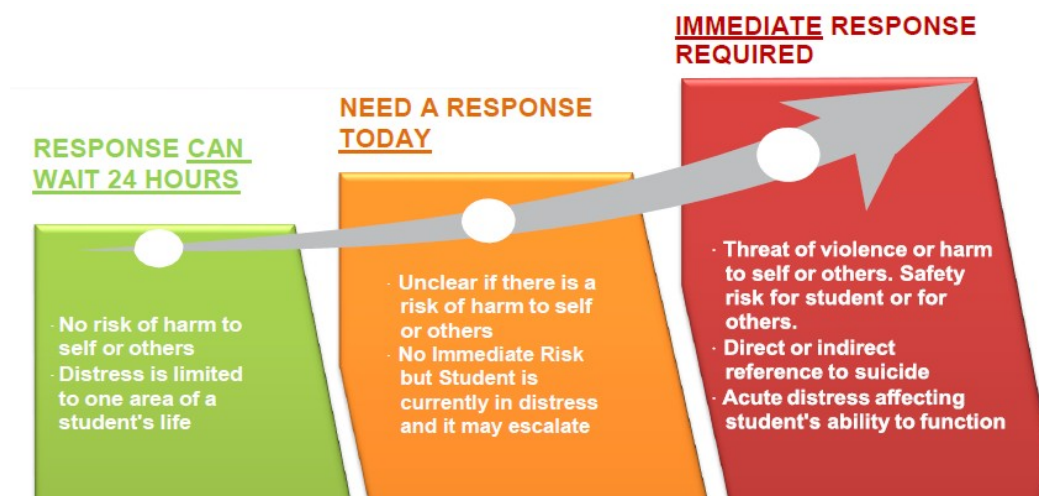 RESPONSE CAN
WAIT 24 HOURS
· No risk of harm to
self or others
· Distress is limited
to one area of a
student's life
NEED A RESPONSE
TODAY
· Unclear if there is a
risk of harm to self
or others
· No Immediate Risk
but Student is
currently in distress
and it may escalate
IMMEDIATE RESPONSE
REQUIRED
· Threat of violence or harm
to self or others. Safety
risk for student or for
others.
· Direct or indirect
reference to suicide
· Acute distress affecting
student's ability to function